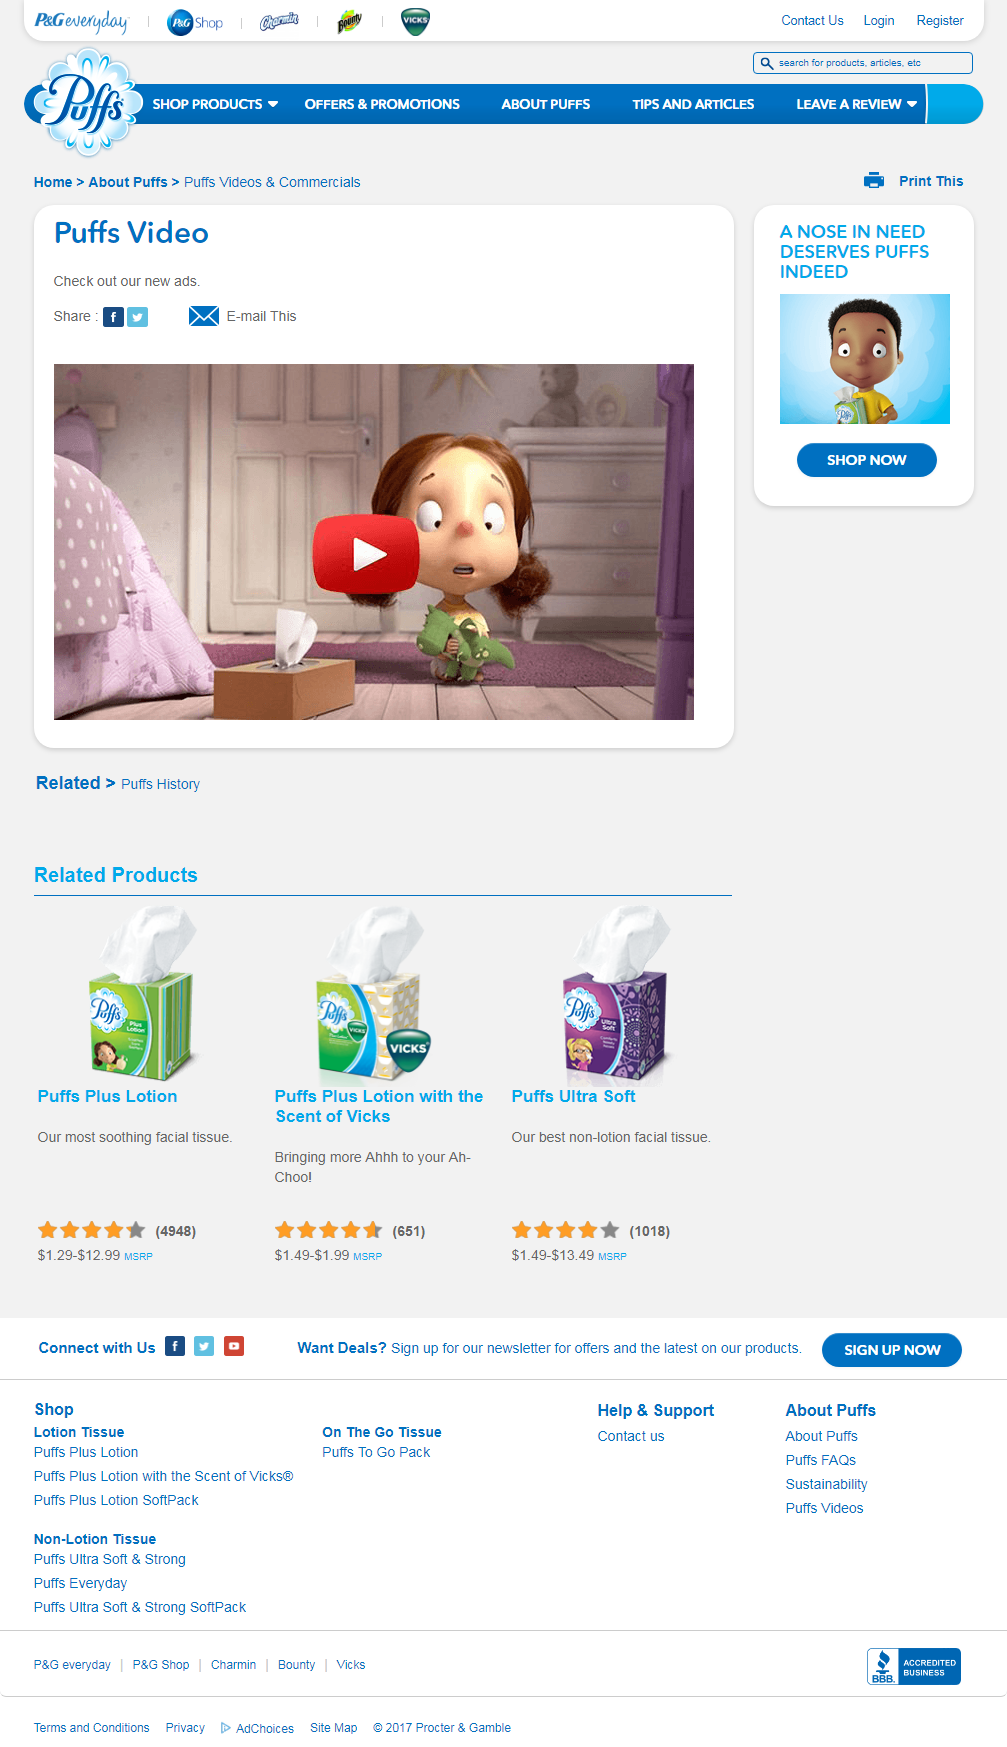 P&G everyday
P&G Shop
Charmin
Bounty
VICKS
Contact Us Login Register
search for products, articles, etc
Puffs
SHOP PRODUCTS OFFERS & PROMOTIONS ABOUT PUFFS TIPS AND ARTICLES LEAVE A REVIEW
Home > About Puffs > Puffs Videos & Commercials
Print This
Puffs Video
Check out our new ads.
Share : E-mail This
A NOSE IN NEED
DESERVES PUFFS
INDEED
Puffs
SHOP NOW
Related > Puffs History
Related Products
Puffs
Plus
Lotion
Puffs
VICKS
VICKS
Puffs
Ultra
Soft
Puffs Plus Lotion
Our most soothing facial tissue.
(4948)
$1.29-$12.99 MSRP
Puffs Plus Lotion with the
Scent of Vicks
Bringing more Ahhh to your Ah-
Choo!
(651)
$1.49-$1.99 MSRP
Puffs Ultra Soft
Our best non-lotion facial tissue.
(1018)
$1.49-$13.49 MSRP
Connect with Us
Want Deals? Sign up for our newsletter for offers and the latest on our products.
SIGN UP NOW
Shop
Lotion Tissue
Puffs Plus Lotion
Puffs Plus Lotion with the Scent of Vicks®
Puffs Plus Lotion SoftPack
Non-Lotion Tissue
Puffs Ultra Soft & Strong
Puffs Everyday
Puffs Ultra Soft & Strong SoftPack
On The Go Tissue
Puffs To Go Pack
Help & Support
Contact us
About Puffs
About Puffs
Puffs FAQs
Sustainability
Puffs Videos
P&G everyday | P&G Shop | Charmin | Bounty | Vicks
BBB.
ACCREDITED
BUSINESS
Terms and Conditions Privacy AdChoices Site Map © 2017 Procter & Gamble